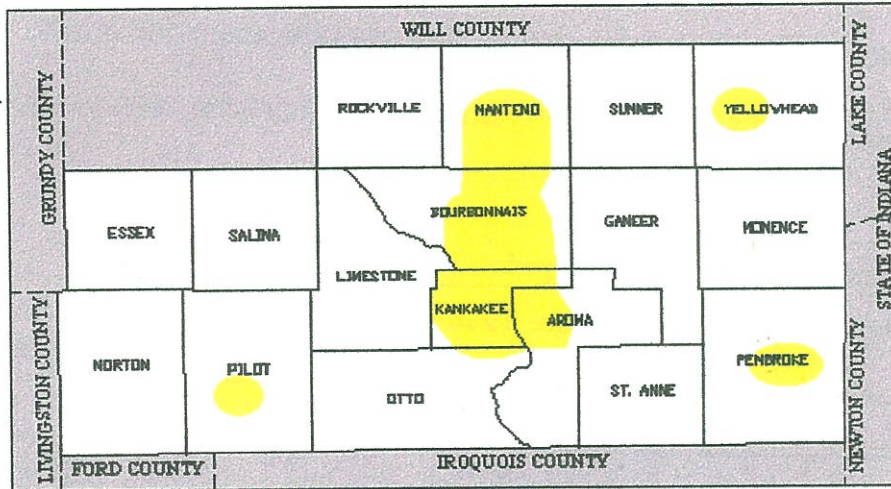 WILL COUNTY
GRUNDY COUNTY
LAKE COUNTY
ROCKVILLE
MANTENO
SUMNER
YELLOWHEAD
ESSEX
SALINA
BOURBONNAIS
GANEER
MOMENCE
STATE OF INDIANA
LIMESTONE
KANKAKEE
AROMA
LIVINGSTON COUNTY
NORTON
PILOT
OTTO
ST. ANNE
PEMBROKE
NEWTON COUNTY
FORD COUNTY
IROQUOIS COUNTY